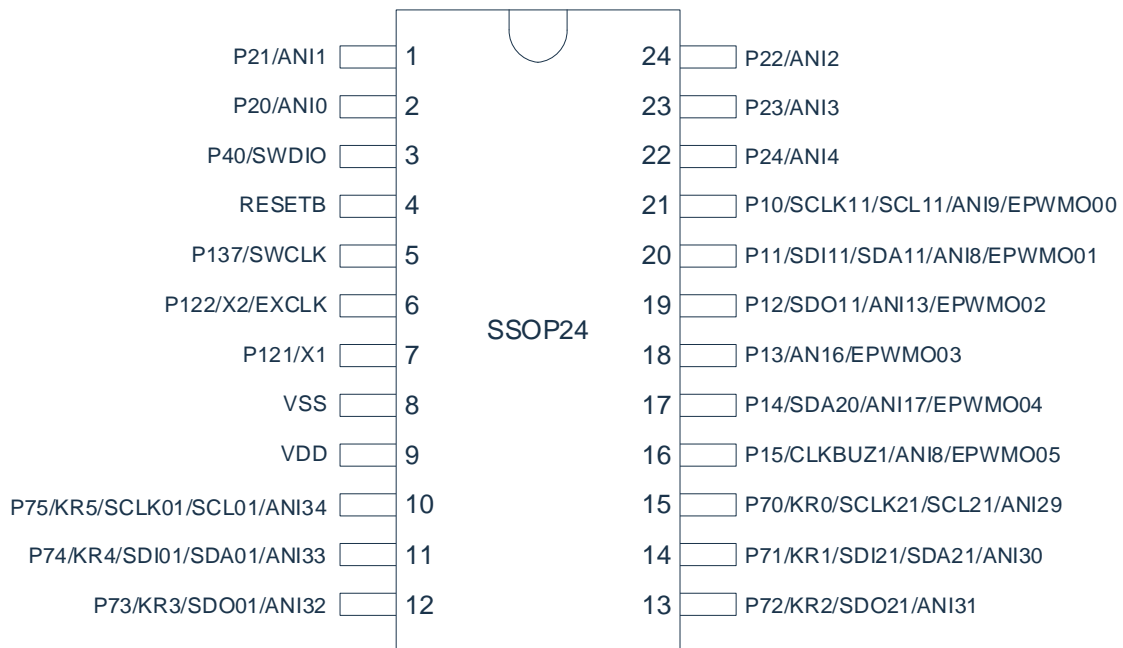 P21/ANI1 1 24 P22/ANI2
P20/ANI0 2 23 P23/ANI3
P40/SWDIO 3 22 P24/ANI4
RESETB 4 21 P10/SCLK11/SCL11/ANI9/EPWMO00
P137/SWCLK 5 20 P11/SDI11/SDA11/ANI8/EPWMO01
P122/X2/EXCLK 6 19 P12/SDO11/ANI13/EPWMO02
SSOP24
P121/X1 7 18 P13/AN16/EPWMO03
VSS 8 17 P14/SDA20/ANI17/EPWMO04
VDD 9 16 P15/CLKBUZ1/ANI8/EPWMO05
P75/KR5/SCLK01/SCL01/ANI34 10 15 P70/KR0/SCLK21/SCL21/ANI29
P74/KR4/SDI01/SDA01/ANI33 11 14 P71/KR1/SDI21/SDA21/ANI30
P73/KR3/SDO01/ANI32 12 13 P72/KR2/SDO21/ANI31